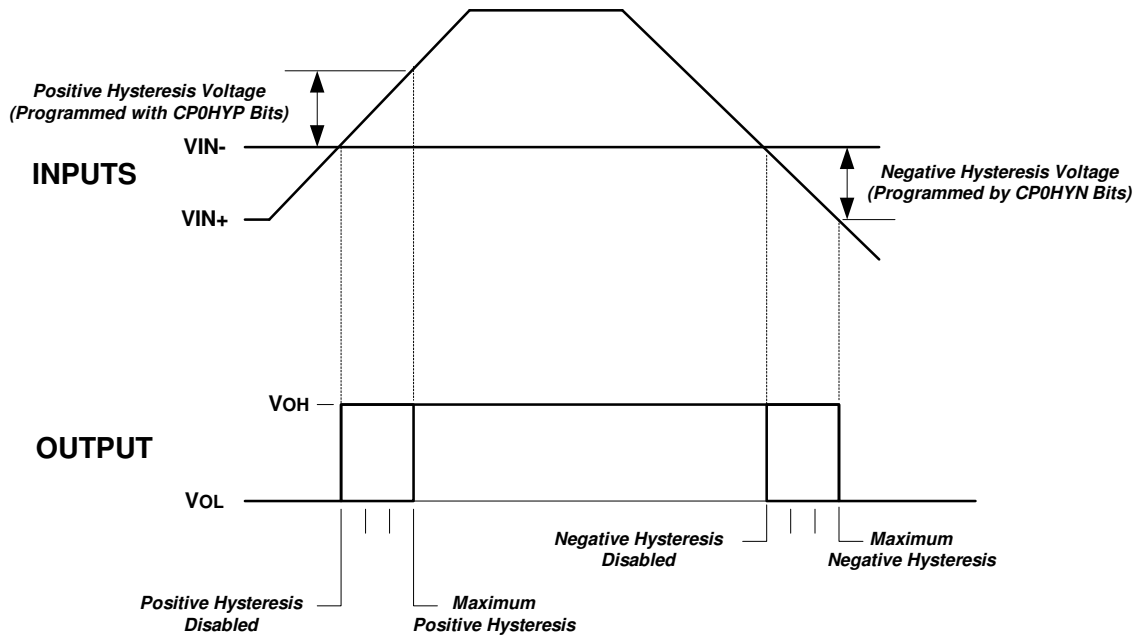 Positive Hysteresis Voltage
(Programmed with CP0HYP Bits)
VIN-
INPUTS
Negative Hysteresis Voltage
(Programmed by CP0HYN Bits)
VIN+
VOH
OUTPUT
VOL
Negative Hysteresis
Disabled
Maximum
Negative Hysteresis
Positive Hysteresis
Disabled
Maximum
Positive Hysteresis